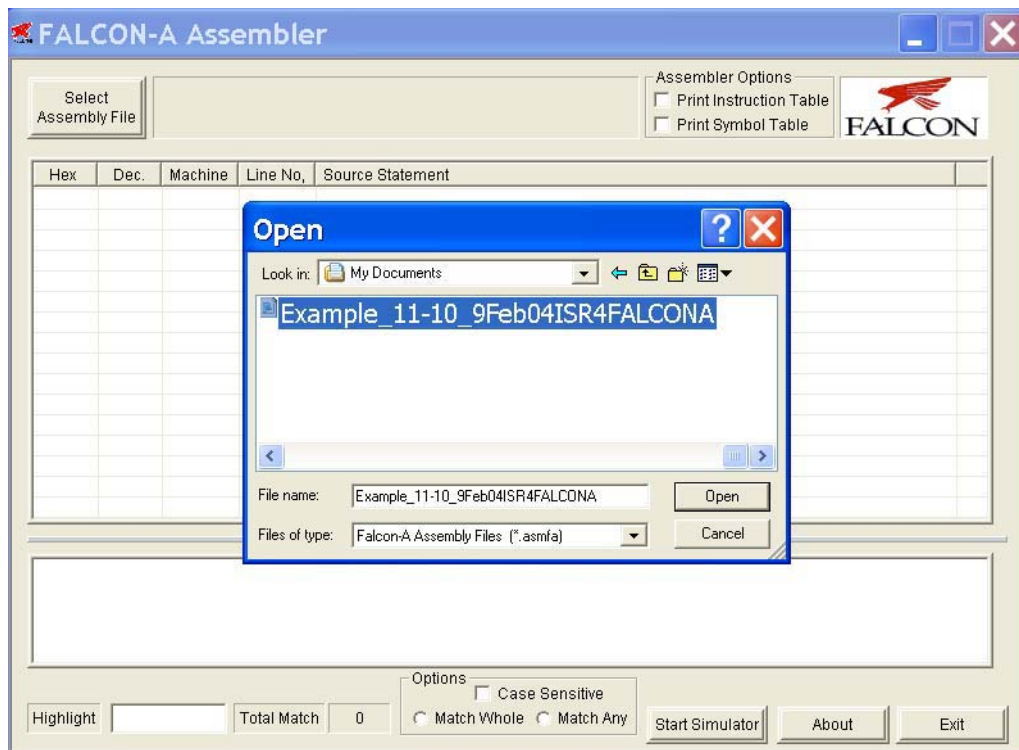 FALCON-A Assembler
Select
Assembly File
Assembler Options
Print Instruction Table
Print Symbol Table
FALCON
Hex Dec. Machine Line No, Source Statement
Open
Look in: My Documents
Example_11-10_9Feb04ISR4FALCONA
File name: Example_11-10_9Feb04ISR4FALCONA Open
Files of type: Falcon-A Assembly Files (*.asmfa) Cancel
Options
Case Sensitive
Highlight Total Match 0 Match Whole Match Any Start Simulator About Exit